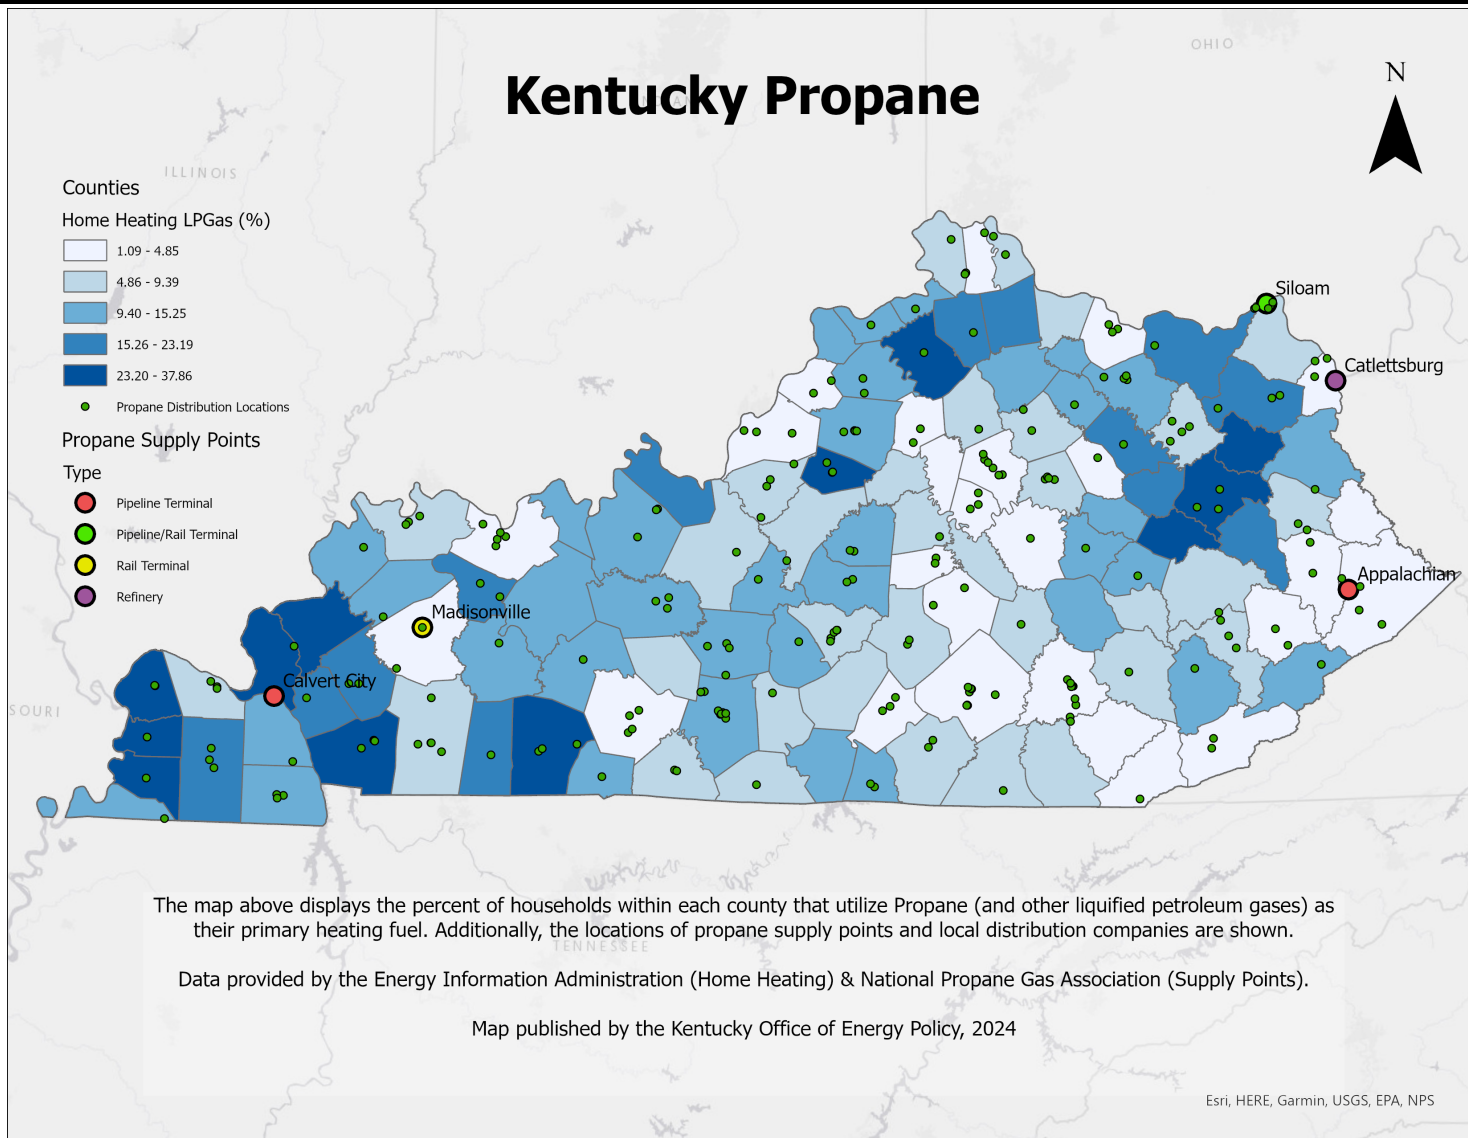 OHIO
N
Kentucky Propane
ILLINOIS
Counties
Home Heating LPGas (%)
1.09 - 4.85
4.86 - 9.39
9.40 - 15.25
15.26 - 23.19
23.20 - 37.86
Propane Distribution Locations
Propane Supply Points
Type
Pipeline Terminal
Pipeline/Rail Terminal
Rail Terminal
Refinery
Siloam
Catlettsburg
Appalachian
Madisonville
Calvert City
SOURI
The map above displays the percent of households within each county that utilize Propane (and other liquified petroleum gases) as
their primary heating fuel. Additionally, the locations of propane supply points and local distribution companies are shown.
TENNESSEE
Data provided by the Energy Information Administration (Home Heating) & National Propane Gas Association (Supply Points).
Map published by the Kentucky Office of Energy Policy, 2024
Esri, HERE, Garmin, USGS, EPA, NPS